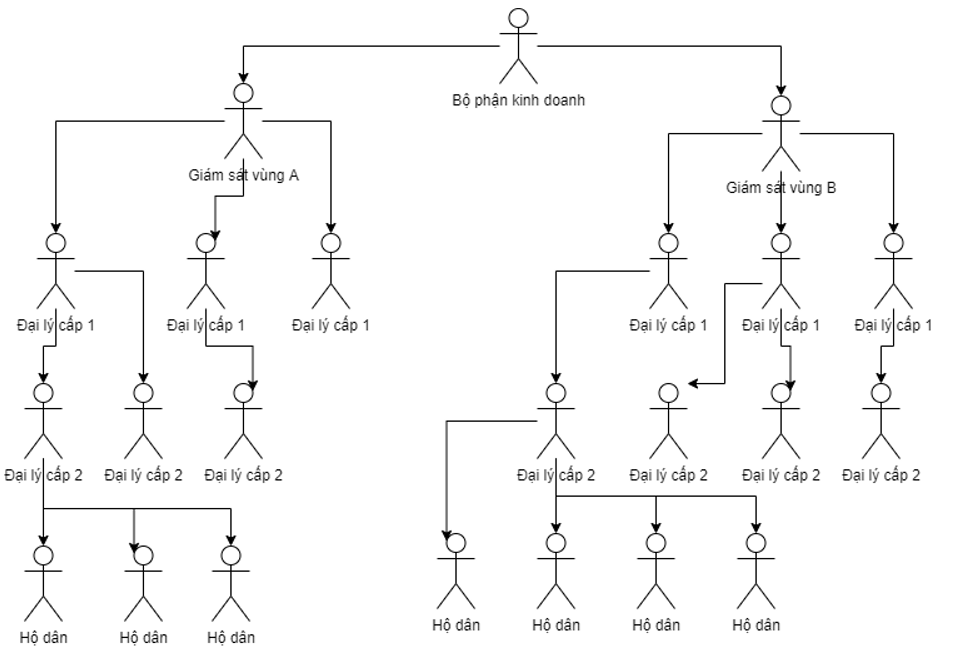 Bộ phận kinh doanh
Giám sát vùng A
Giám sát vùng B
Đại lý cấp 1
Đại lý cấp 1
Đại lý cấp 1
Đại lý cấp 1
Đại lý cấp 1
Đại lý cấp 1
Đại lý cấp 2
Đại lý cấp 2
Đại lý cấp 2
Đại lý cấp 2
Đại lý cấp 2
Đại lý cấp 2
Đại lý cấp 2
Hộ dân
Hộ dân
Hộ dân
Hộ dân
Hộ dân
Hộ dân
Hộ dân